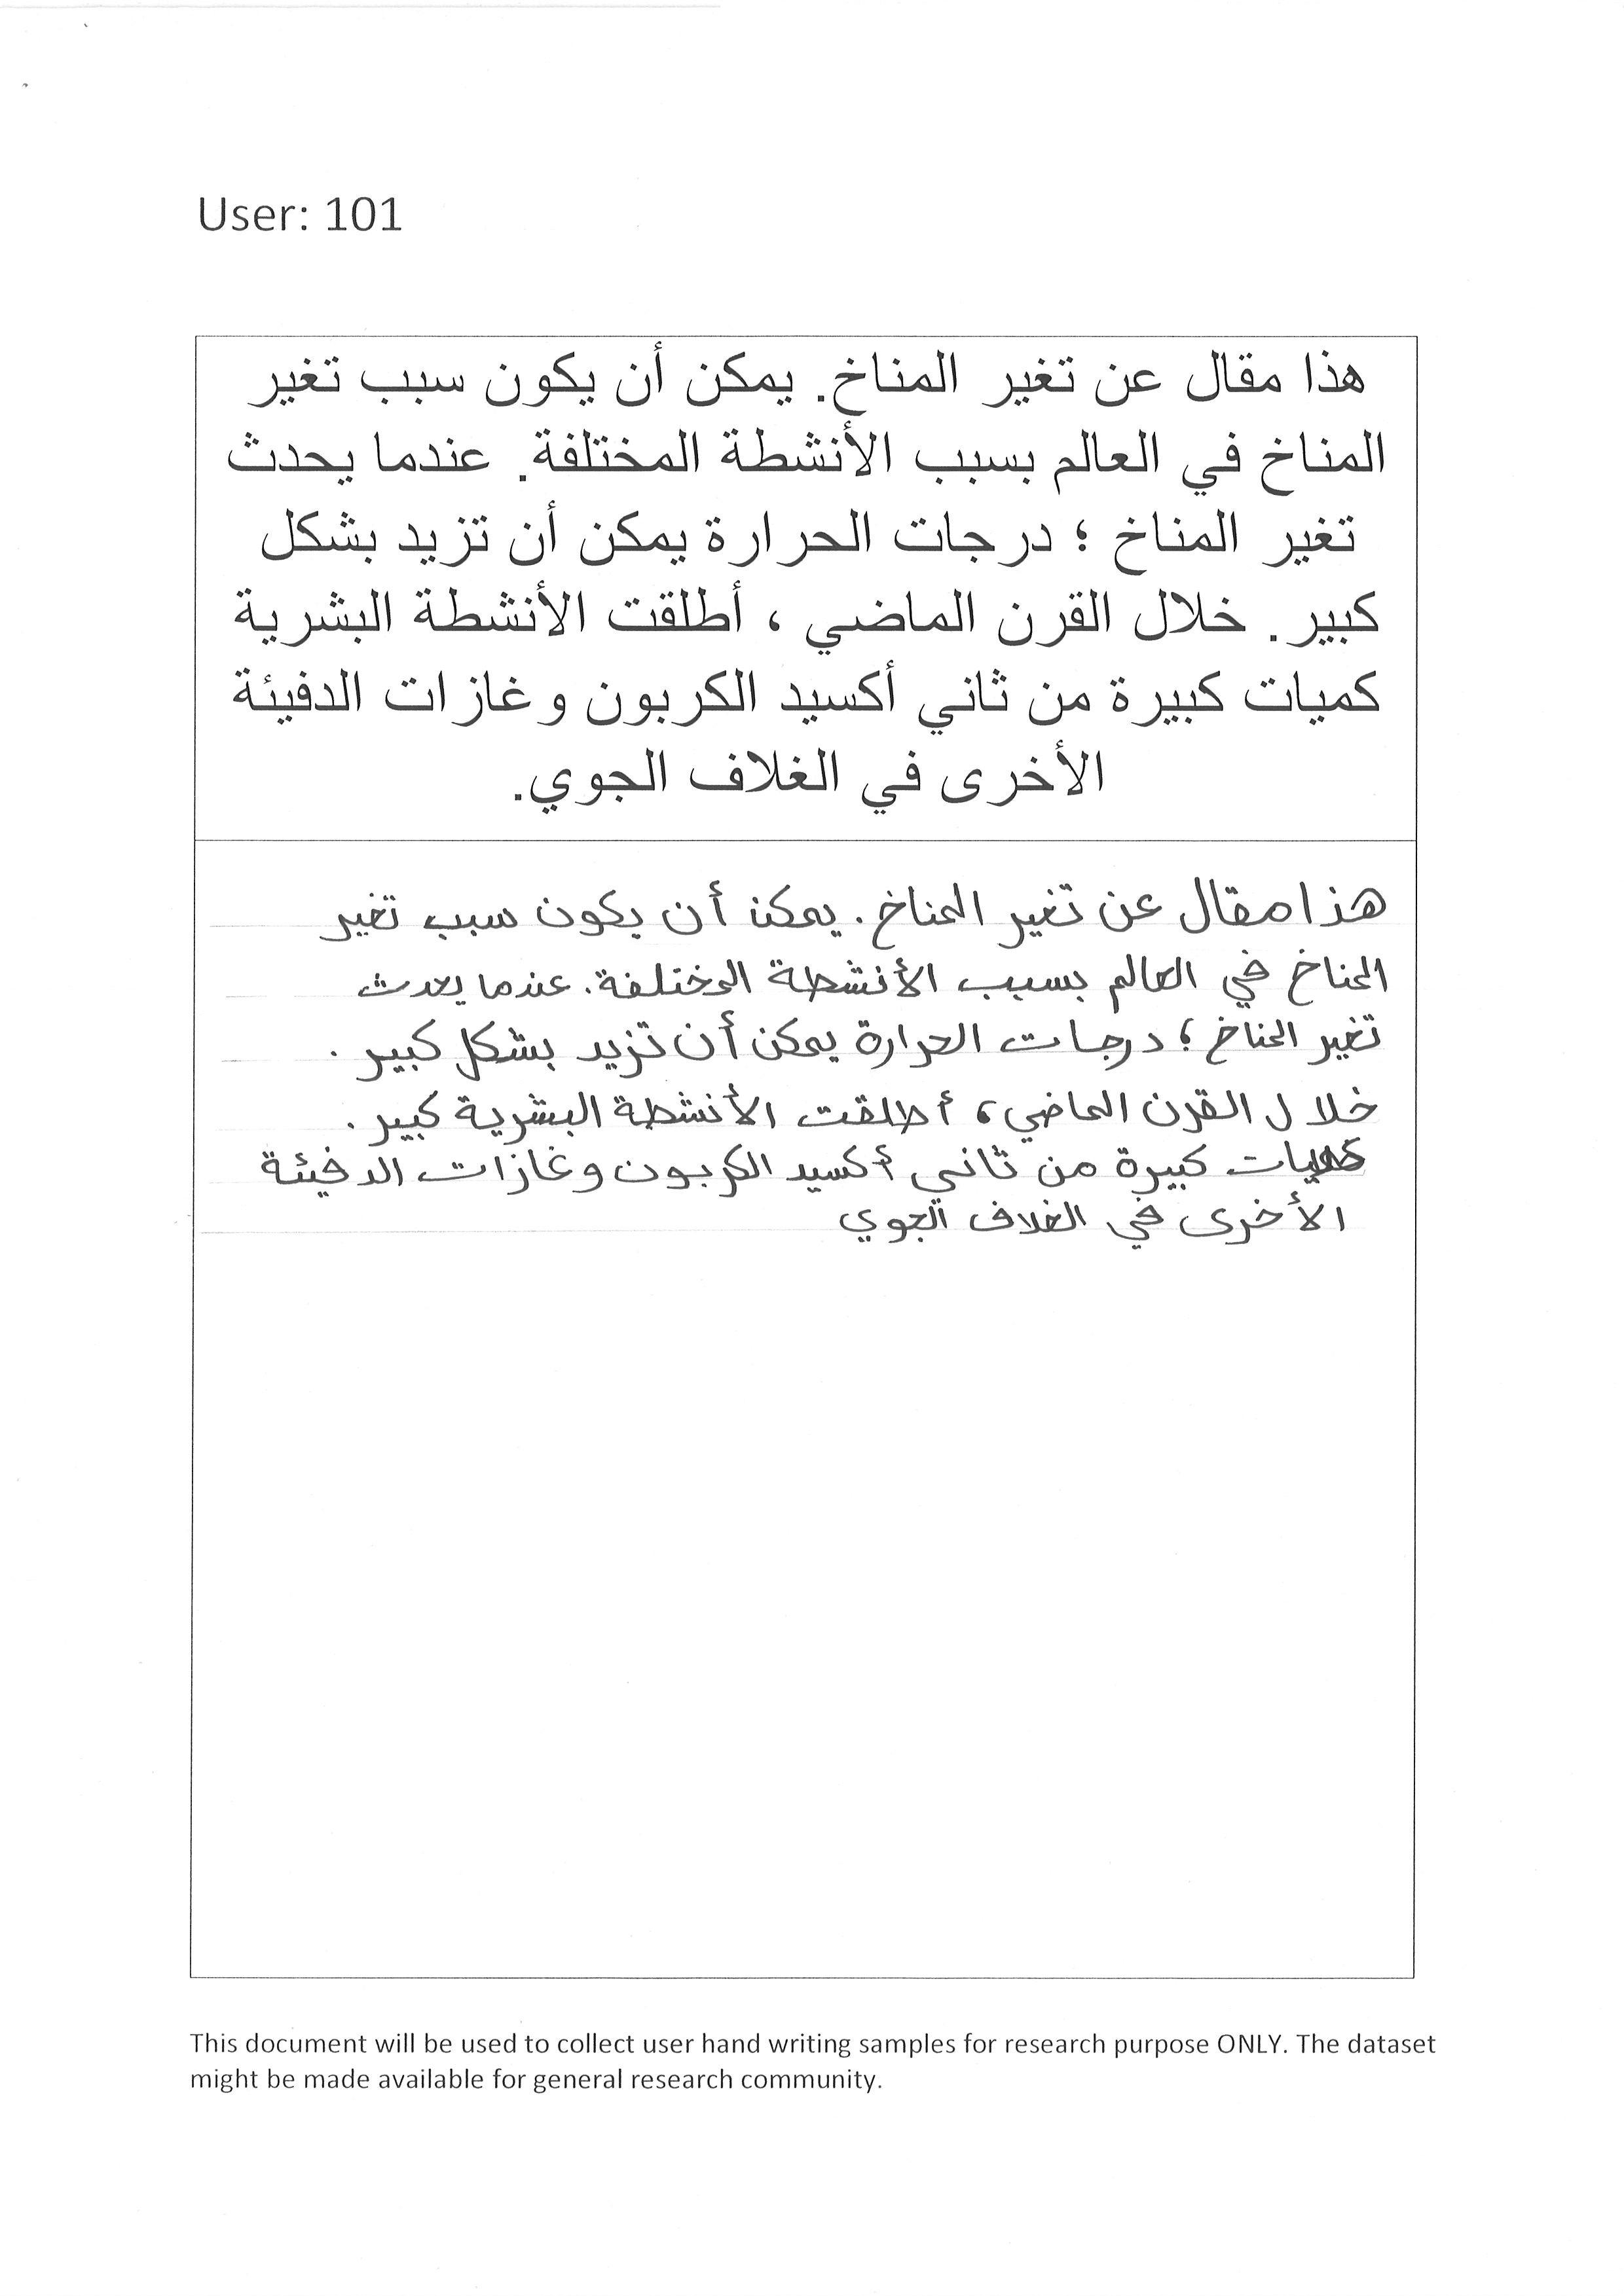 User: 101
هذا مقال عن تغير المناخ. يمكن أن يكون سبب تغير
المناخ في العالم بسبب الأنشطة المختلفة. عندما يحدث
تغير المناخ ؛ درجات الحرارة يمكن أن تزيد بشكل
كبير. خلال القرن الماضي ، أطلقت الأنشطة البشرية
كميات كبيرة من ثاني أكسيد الكربون وغازات الدفيئة
الأخرى في الغلاف الجوي.
هذا مقال عن تغير المناخ. يمكن أن يكون سبب تغير
المناخ في العالم بسبب الأنشطة المختلفة. عندما يحدث
تغير المناخ ؛ درجات الحرارة يمكن أن تزيد بشكل كبير .
خلال القرن الماضي ، أطلقت الأنشطة البشرية كبير .
كميات كبيرة من ثاني أكسيد الكربون وغازات الدفيئة
الأخرى في الغلاف الجوي
This document will be used to collect user hand writing samples for research purpose ONLY. The dataset
might be made available for general research community.